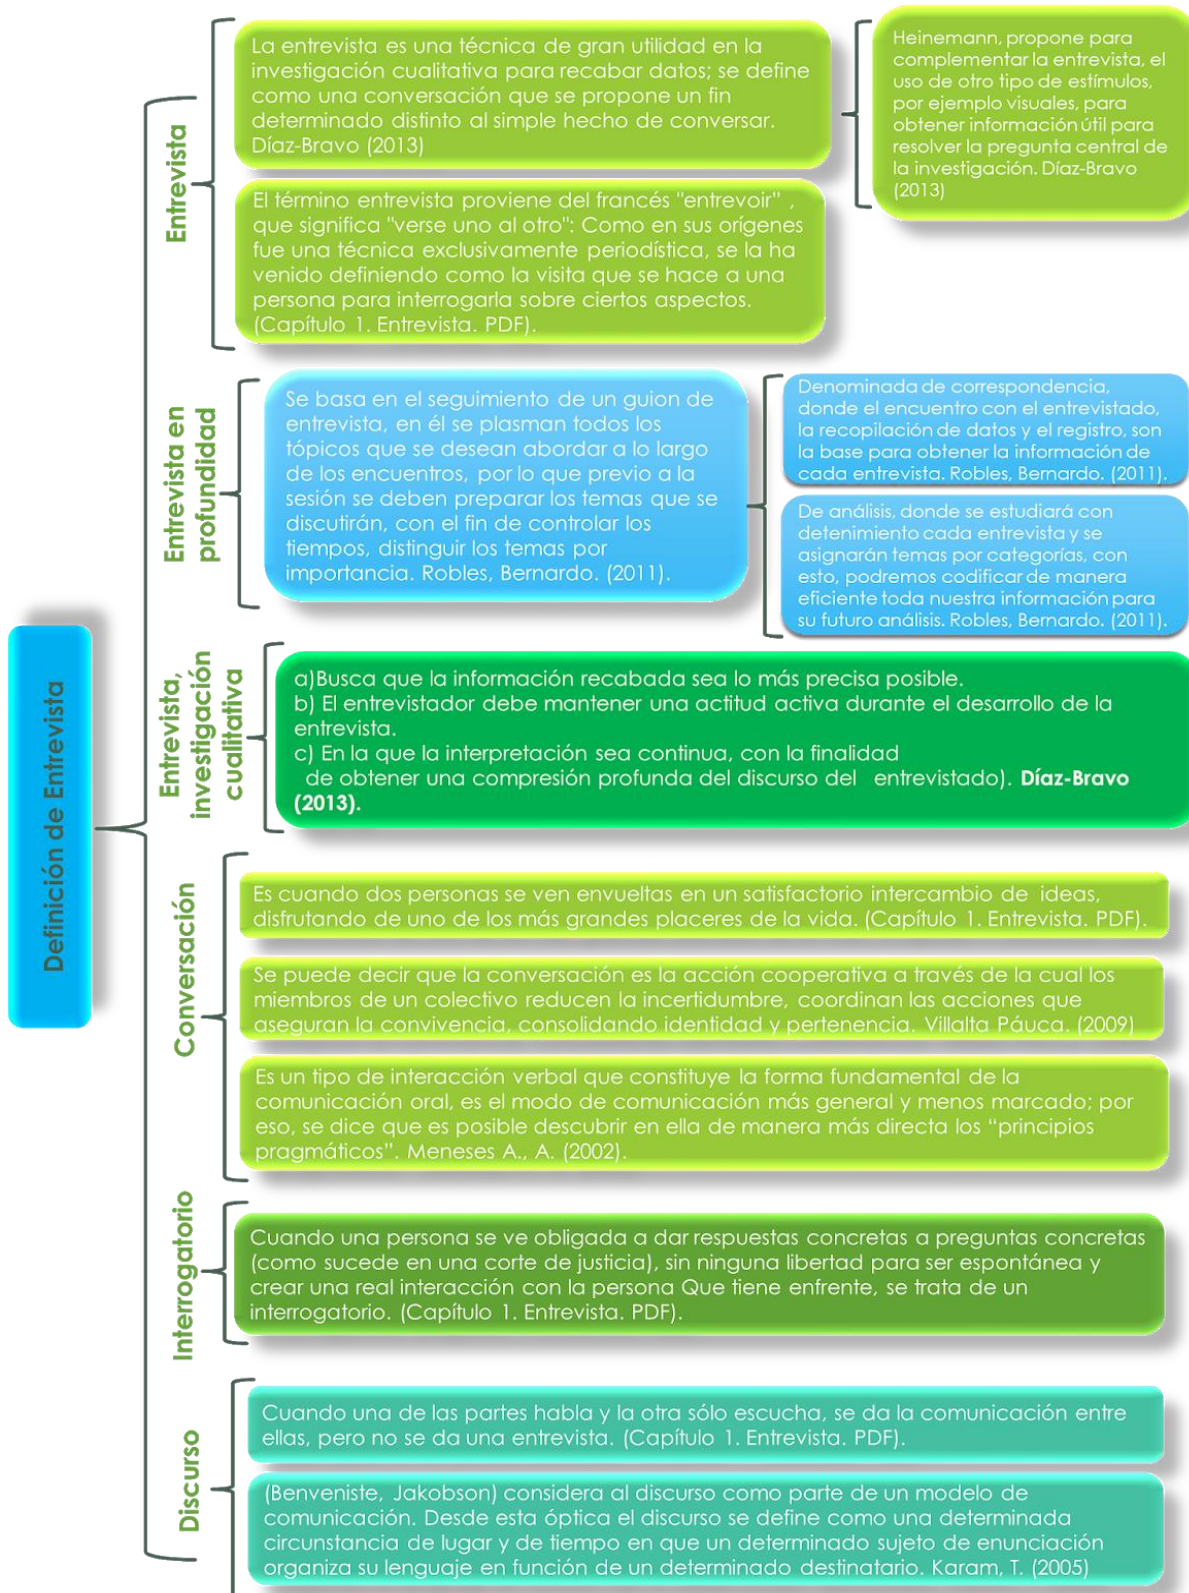 Definición de Entrevista
Entrevista
La entrevista es una técnica de gran utilidad en la
investigación cualitativa para recabar datos; se define
como una conversación que se propone un fin
determinado distinto al simple hecho de conversar.
Díaz-Bravo (2013)
Heinemann, propone para
complementar la entrevista, el
uso de otro tipo de estímulos,
por ejemplo visuales, para
obtener información útil para
resolver la pregunta central de
la investigación. Díaz-Bravo
(2013)
El término entrevista proviene del francés "entrevoir" ,
que significa "verse uno al otro": Como en sus orígenes
fue una técnica exclusivamente periodística, se la ha
venido definiendo como la visita que se hace a una
persona para interrogarla sobre ciertos aspectos.
(Capítulo 1. Entrevista. PDF).
Entrevista en
profundidad
Se basa en el seguimiento de un guion de
entrevista, en él se plasman todos los
tópicos que se desean abordar a lo largo
de los encuentros, por lo que previo a la
sesión se deben preparar los temas que se
discutirán, con el fin de controlar los
tiempos, distinguir los temas por
importancia. Robles, Bernardo. (2011).
Denominada de correspondencia,
donde el encuentro con el entrevistado,
la recopilación de datos y el registro, son
la base para obtener la información de
cada entrevista. Robles, Bernardo. (2011).
De análisis, donde se estudiará con
detenimiento cada entrevista y se
asignarán temas por categorías, con
esto, podremos codificar de manera
eficiente toda nuestra información para
su futuro análisis. Robles, Bernardo. (2011).
Entrevista,
investigación
cualitativa
a)Busca que la información recabada sea lo más precisa posible.
b) El entrevistador debe mantener una actitud activa durante el desarrollo de la
entrevista.
c) En la que la interpretación sea continua, con la finalidad
de obtener una compresión profunda del discurso del entrevistado). Díaz-Bravo
(2013).
Conversación
Es cuando dos personas se ven envueltas en un satisfactorio intercambio de ideas,
disfrutando de uno de los más grandes placeres de la vida. (Capítulo 1. Entrevista. PDF).
Se puede decir que la conversación es la acción cooperativa a través de la cual los
miembros de un colectivo reducen la incertidumbre, coordinan las acciones que
aseguran la convivencia, consolidando identidad y pertenencia. Villalta Páuca. (2009)
Es un tipo de interacción verbal que constituye la forma fundamental de la
comunicación oral, es el modo de comunicación más general y menos marcado; por
eso, se dice que es posible descubrir en ella de manera más directa los “principios
pragmáticos”. Meneses A., A. (2002).
Interrogatorio
Cuando una persona se ve obligada a dar respuestas concretas a preguntas concretas
(como sucede en una corte de justicia), sin ninguna libertad para ser espontánea y
crear una real interacción con la persona Que tiene enfrente, se trata de un
interrogatorio. (Capítulo 1. Entrevista. PDF).
Discurso
Cuando una de las partes habla y la otra sólo escucha, se da la comunicación entre
ellas, pero no se da una entrevista. (Capítulo 1. Entrevista. PDF).
(Benveniste, Jakobson) considera al discurso como parte de un modelo de
comunicación. Desde esta óptica el discurso se define como una determinada
circunstancia de lugar y de tiempo en que un determinado sujeto de enunciación
organiza su lenguaje en función de un determinado destinatario. Karam, T. (2005)